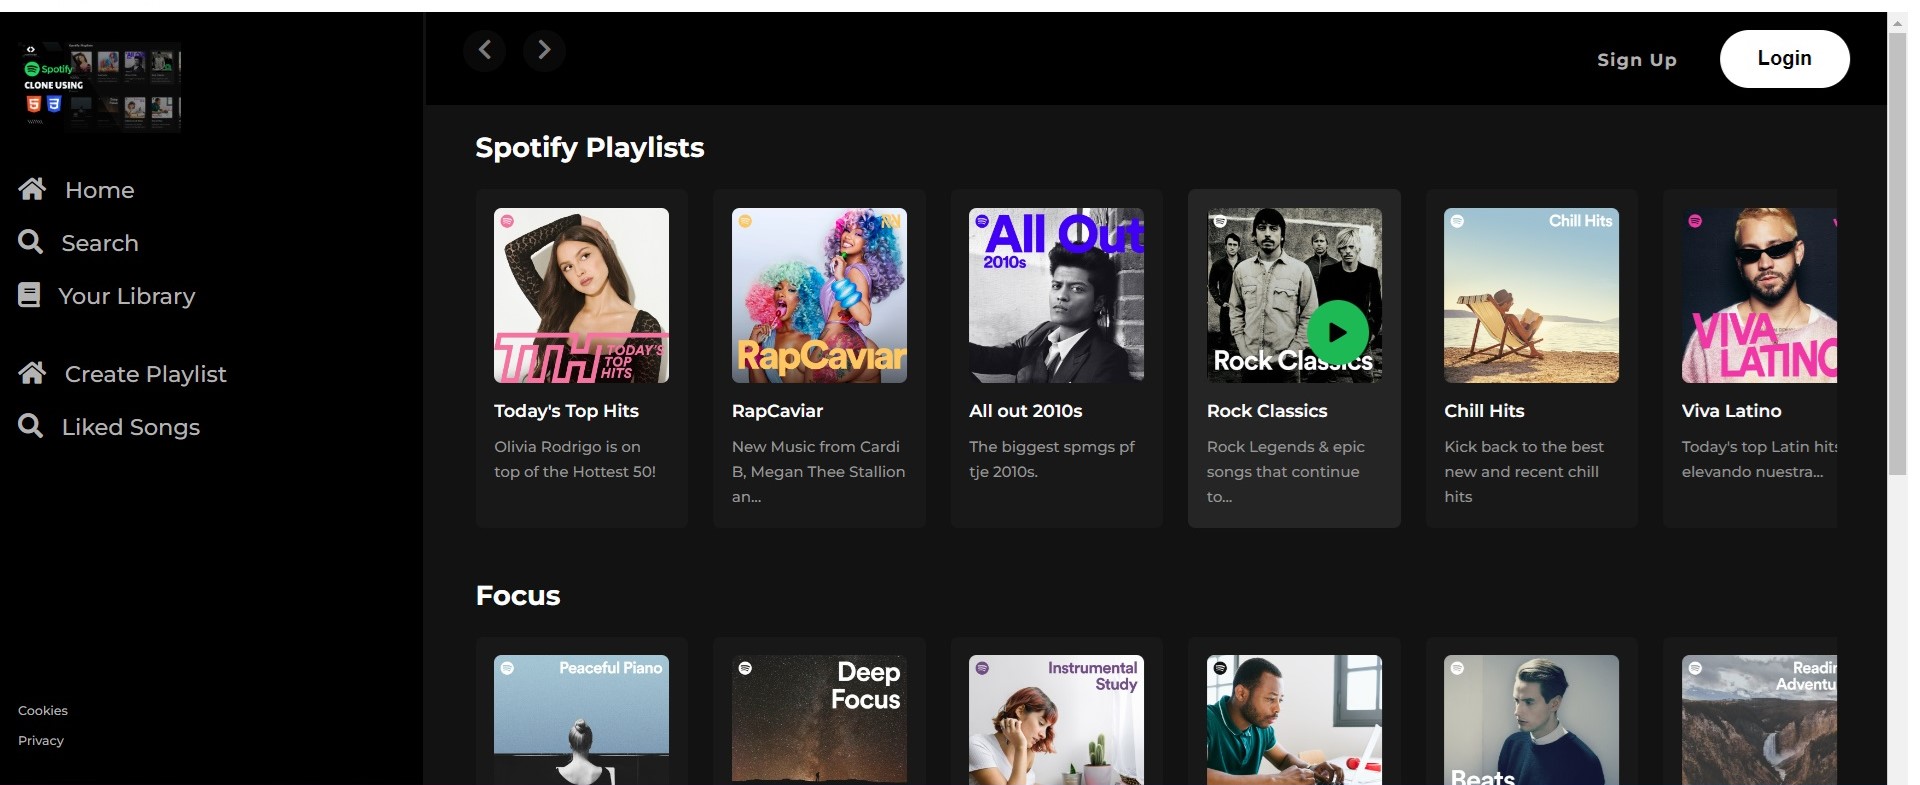 Spotify
CLONE USING
Home
Search
Your Library
Create Playlist
Liked Songs
Cookies
Privacy
Sign Up
Login
Spotify Playlists
TTH TODAY'S
TOP
HITS
Today's Top Hits
Olivia Rodrigo is on
top of the Hottest 50!
RapCaviar
RapCaviar
New Music from Cardi
B, Megan Thee Stallion
an...
All Out
2010s
All out 2010s
The biggest spmgs pf
tje 2010s.
Rock Classics
Rock Classics
Rock Legends & epic
songs that continue
to...
Chill Hits
Chill Hits
Kick back to the best
new and recent chill
hits
VIVA
LATINO
Viva Latino
Today's top Latin hits
elevando nuestra...
Focus
Peaceful Piano
Deep
Focus
Instrumental
Study
Beats
Readin
Adventu